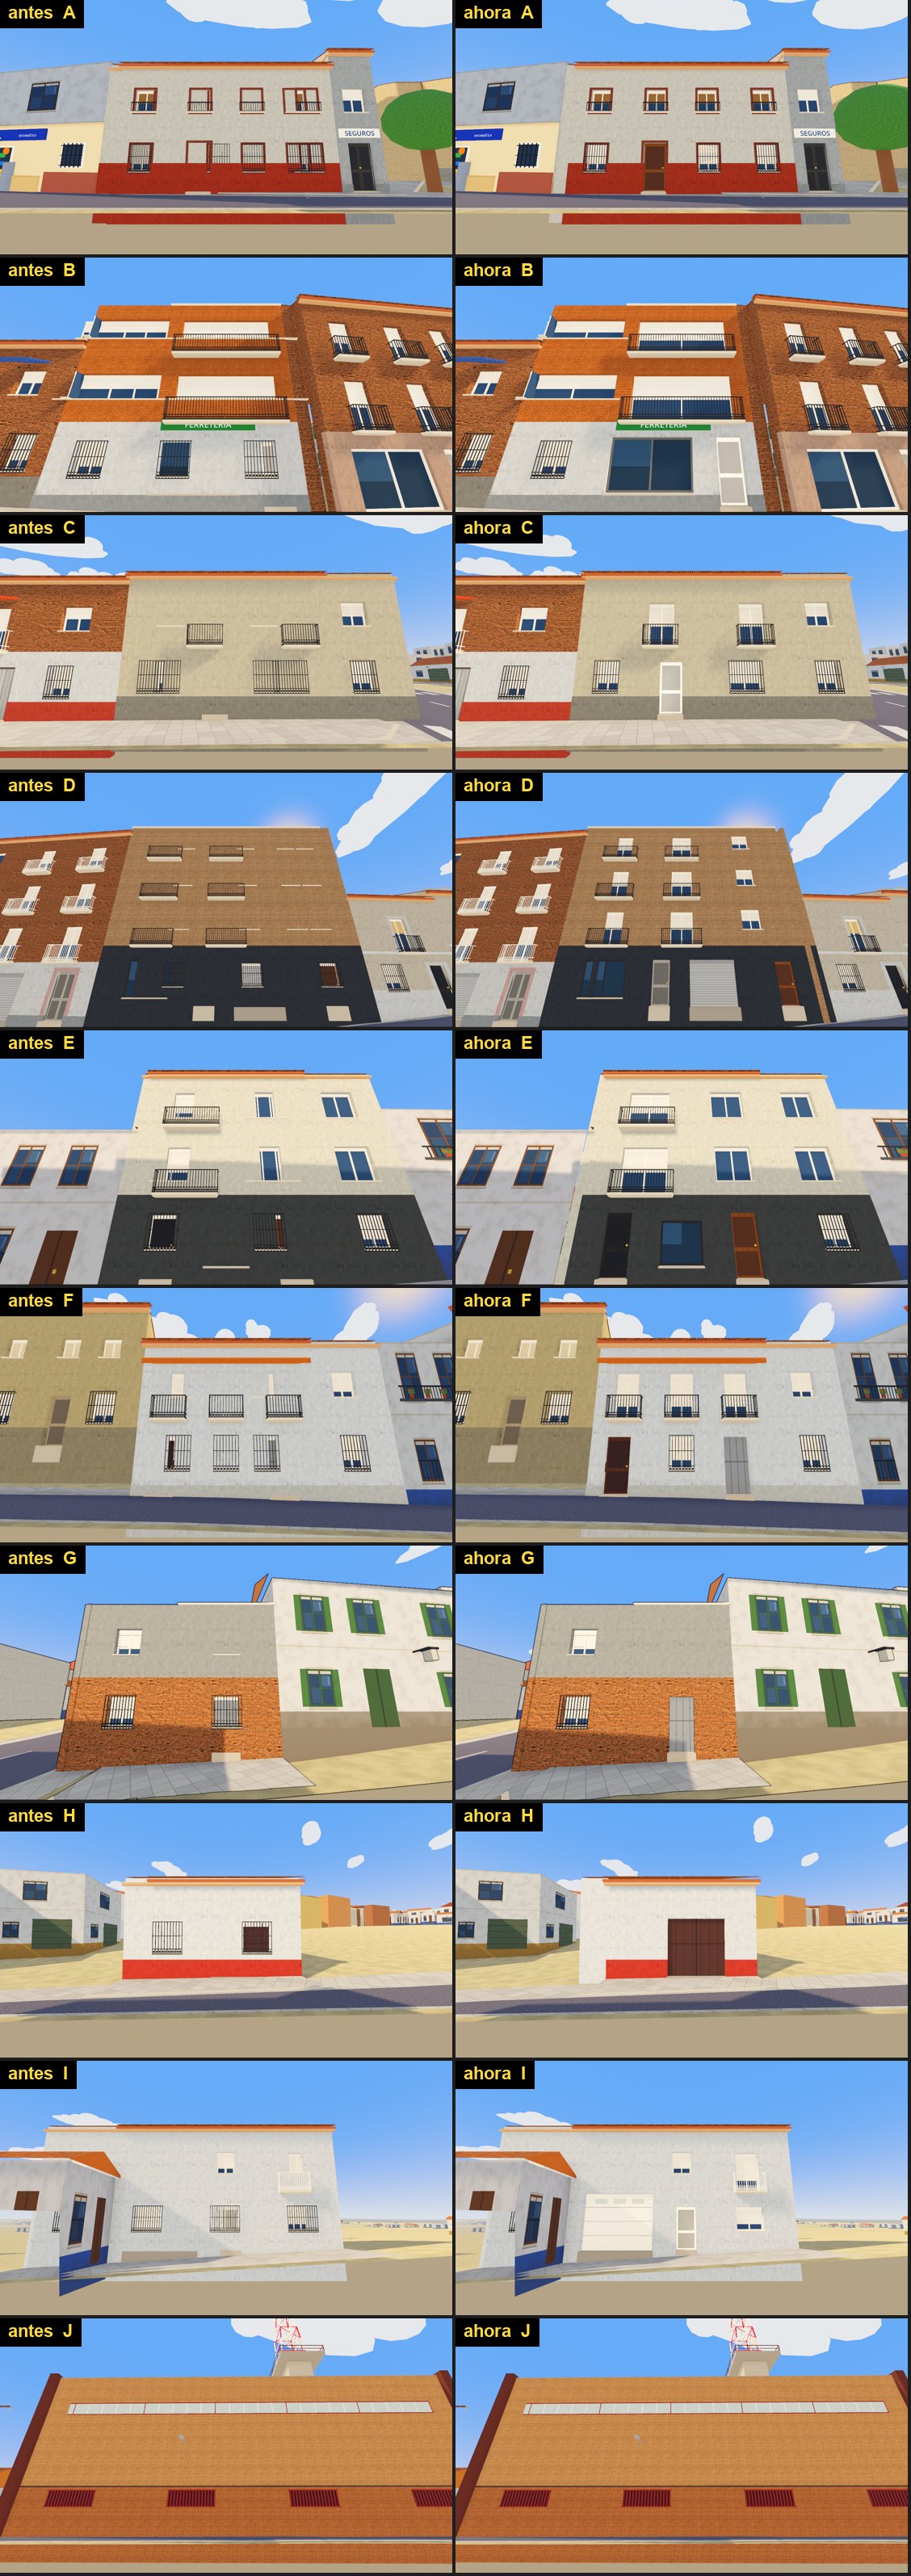 antes A
ahora A
SEGUROS
SEGUROS
antes B
ahora B
FERRETERIA
FERRETERIA
antes C
ahora C
antes D
ahora D
antes E
ahora E
antes F
ahora F
antes G
ahora G
antes H
ahora H
antes I
ahora I
antes J
ahora J